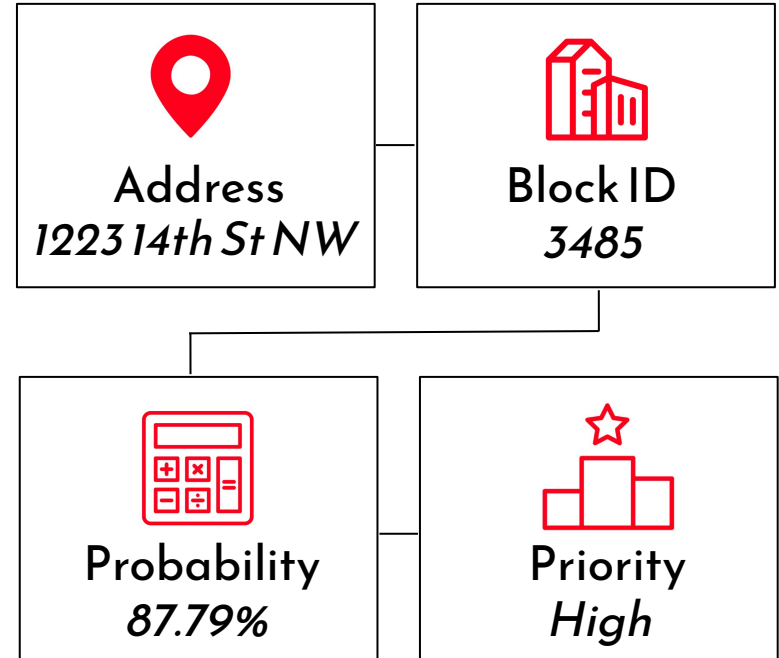 Address
1223 14th St NW
Block ID
3485
Probability
87.79%
Priority
High